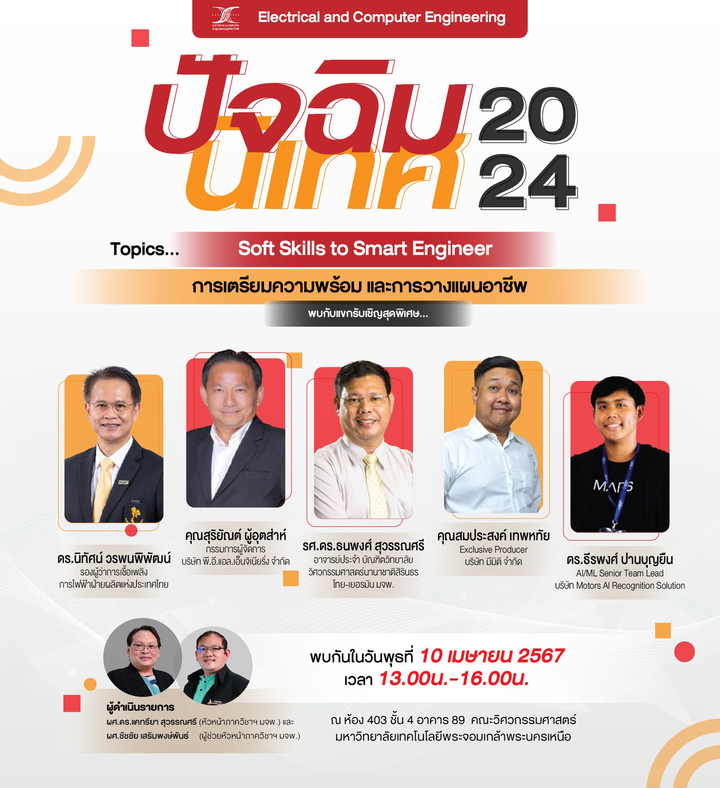 Electrical and Computer Engineering
ปัจฉิม
นิเทศ
20
24
Topics...
Soft Skills to Smart Engineer
การเตรียมความพร้อม และการวางแผนอาชีพ
พบกับแขกรับเชิญสุดพิเศษ...
MAPS
ดร.นิทัศน์ วรพนพิพัฒน์
รองผู้ว่าการเชื้อเพลิง
การไฟฟ้าฝ่ายผลิตแห่งประเทศไทย
คุณสุริยัณต์ ผู้อุตส่าห์
กรรมการผู้จัดการ
บริษัท พี.อี.แอล.เอ็นจิเนียริ่ง จำกัด
รศ.ดร.ธนพงศ์ สุวรรณศรี
อาจารย์ประจำ บัณฑิตวิทยาลัย
วิศวกรรมศาสตร์นานาชาติสิรินธร
ไทย-เยอรมัน มจพ.
คุณสมประสงค์ เทพหทัย
Exclusive Producer
บริษัท มีมิติ จำกัด
ดร.ธีรพงศ์ ปานบุญยืน
AI/ML Senior Team Lead
บริษัท Motors AI Recognition Solution
พบกันในวันพุธที่ 10 เมษายน 2567
เวลา 13.00น.-16.00น.
ผู้ดำเนินรายการ
ผศ.ดร.แคทรียา สุวรรณศรี (หัวหน้าภาควิชาฯ มจพ.) และ
ผศ.ชัชชัย เสริมพงษ์พันธ์ (ผู้ช่วยหัวหน้าภาควิชาฯ มจพ.)
ณ ห้อง 403 ชั้น 4 อาคาร 89 คณะวิศวกรรมศาสตร์
มหาวิทยาลัยเทคโนโลยีพระจอมเกล้าพระนครเหนือ